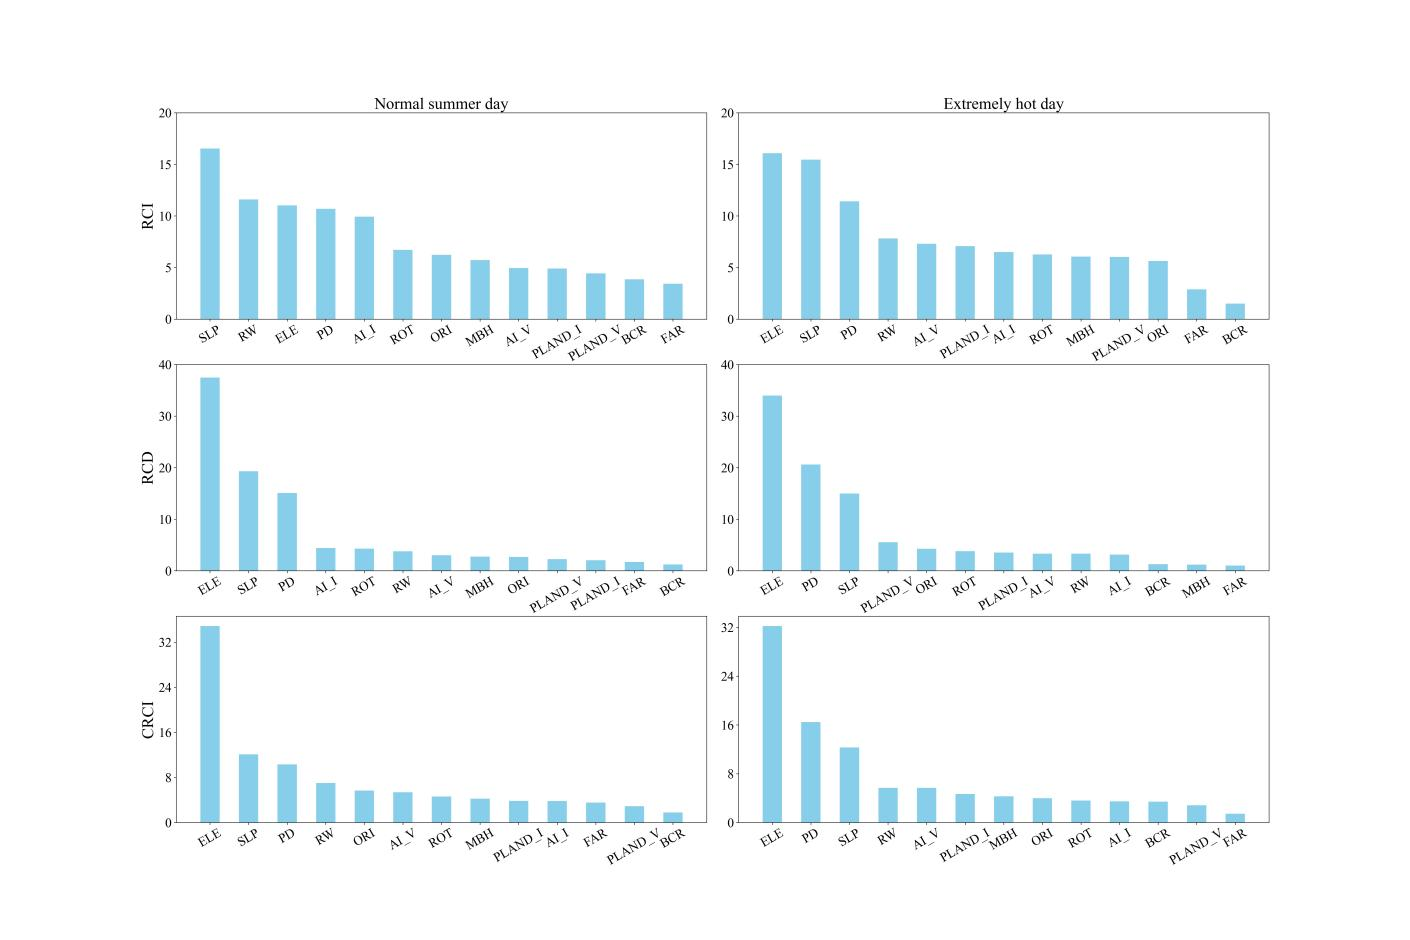 Normal summer day
Extremely hot day
RCI
20
15
10
5
0
SLP RW ELE PD AI_I ROT ORI MBH AI_V PLAND_I PLAND_V BCR FAR
20
15
10
5
0
ELE SLP PD RW AI_V PLAND_I AI_I ROT MBH PLAND_V ORI FAR BCR
RCD
40
30
20
10
0
ELE SLP PD AI_I ROT RW AI_V MBH ORI PLAND_V PLAND_I FAR BCR
40
30
20
10
0
ELE PD SLP PLAND_V ORI ROT PLAND_I AI_V RW AI_I BCR MBH FAR
CRCI
32
24
16
8
0
ELE SLP PD RW ORI AI_V ROT MBH PLAND_I AI_I FAR PLAND_V BCR
32
24
16
8
0
ELE PD SLP RW AI_V PLAND_I MBH ORI ROT AI_I BCR PLAND_V FAR